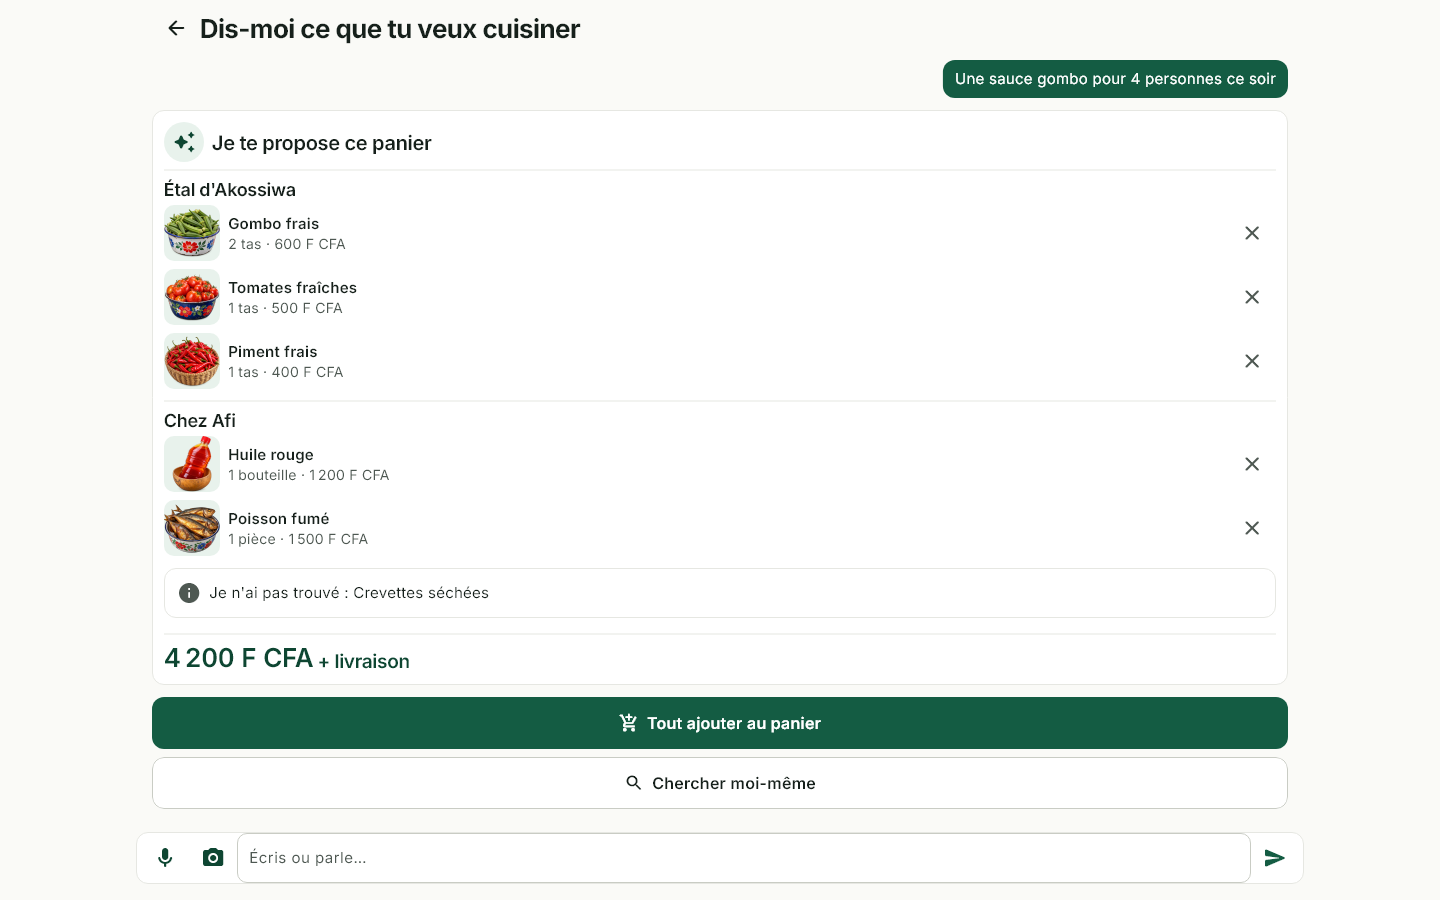 Dis-moi ce que tu veux cuisiner
Une sauce gombo pour 4 personnes ce soir
Je te propose ce panier
Étal d'Akossiwa
Gombo frais
2 tas · 600 F CFA
Tomates fraîches
1 tas · 500 F CFA
Piment frais
1 tas · 400 F CFA
Chez Afi
Huile rouge
1 bouteille · 1 200 F CFA
Poisson fumé
1 pièce · 1 500 F CFA
Je n'ai pas trouvé : Crevettes séchées
4 200 F CFA + livraison
Tout ajouter au panier
Chercher moi-même
Écris ou parle...